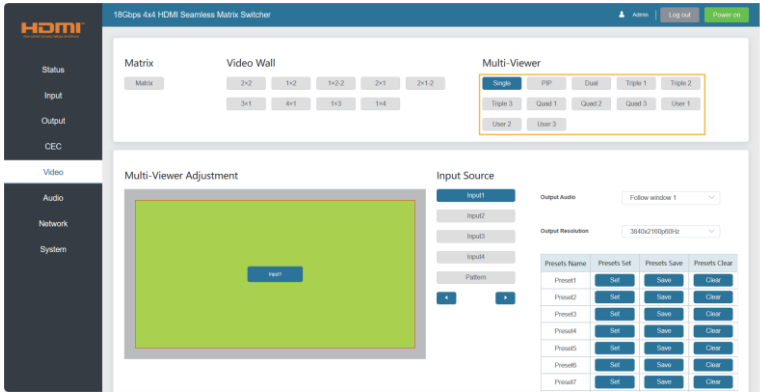 HDMI
18Gbps 4x4 HDMI Seamless Matrix Switcher
Admin
Log out
Power on
Status
Input
Output
CEC
Video
Audio
Network
System
Matrix
Matrix
Video Wall
2×2 1×2 1×2-2 2×1 2×1-2
3×1 4×1 1×3 1×4
Multi-Viewer
Single PIP Dual Triple 1 Triple 2
Triple 3 Quad 1 Quad 2 Quad 3 User 1
User 2 User 3
Multi-Viewer Adjustment
Input1
Input Source
Input1
Input2
Input3
Input4
Pattern
Output Audio Follow window 1
Output Resolution 3840x2160p60Hz
Presets Name Presets Set Presets Save Presets Clear
Preset1 Set Save Clear
Preset2 Set Save Clear
Preset3 Set Save Clear
Preset4 Set Save Clear
Preset5 Set Save Clear
Preset6 Set Save Clear
Preset7 Set Save Clear